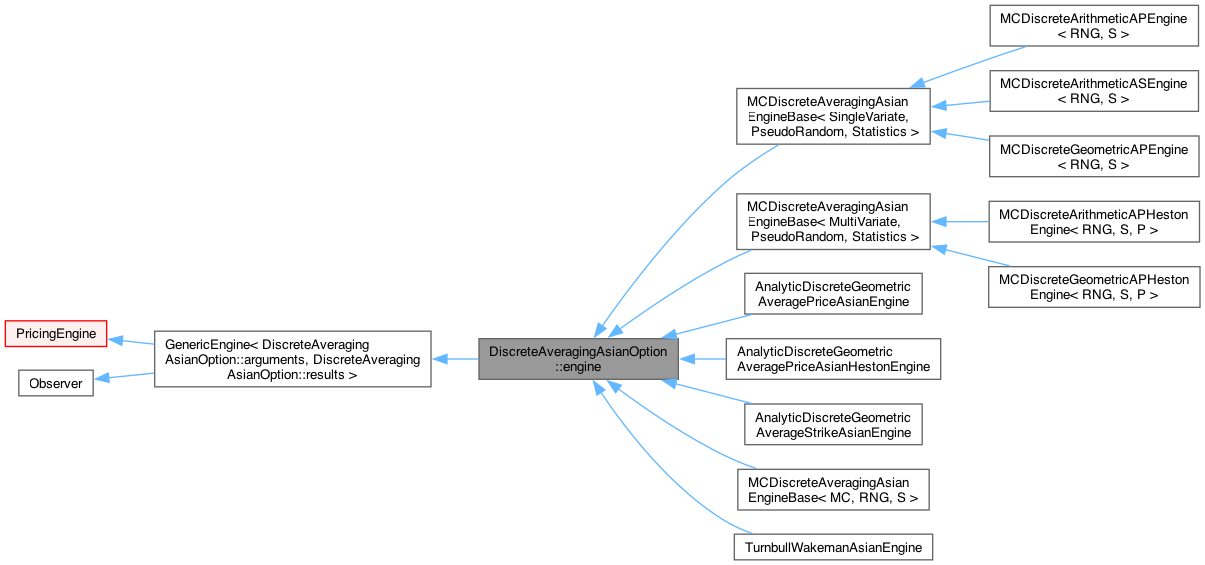 PricingEngine
Observer
GenericEngine< DiscreteAveraging
AsianOption::arguments, DiscreteAveraging
AsianOption::results >
DiscreteAveragingAsianOption
::engine
MCDiscreteAveragingAsian
EngineBase< SingleVariate,
PseudoRandom, Statistics >
MCDiscreteAveragingAsian
EngineBase< MultiVariate,
PseudoRandom, Statistics >
AnalyticDiscreteGeometric
AveragePriceAsianEngine
AnalyticDiscreteGeometric
AveragePriceAsianHestonEngine
AnalyticDiscreteGeometric
AverageStrikeAsianEngine
MCDiscreteAveragingAsian
EngineBase< MC, RNG, S >
TurnbullWakemanAsianEngine
MCDiscreteArithmeticAPEngine
< RNG, S >
MCDiscreteArithmeticASEngine
< RNG, S >
MCDiscreteGeometricAPEngine
< RNG, S >
MCDiscreteArithmeticAPHeston
Engine< RNG, S, P >
MCDiscreteGeometricAPHeston
Engine< RNG, S, P >